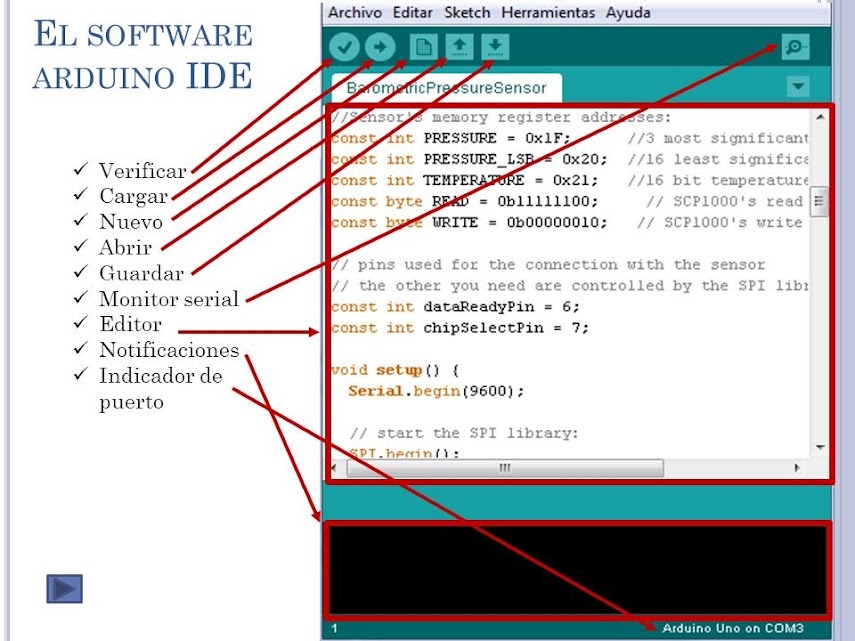 EL SOFTWARE
ARDUINO IDE
Verificar
Cargar
Nuevo
Abrir
Guardar
Monitor serial
Editor
Notificaciones
Indicador de
puerto
Archivo Editar Sketch Herramientas Ayuda
BarometricPressureSensor
//Sensor's memory register addresses:
const int PRESSURE = 0x1F; //3 most significant
const int PRESSURE_LSB = 0x20; //16 least significa
const int TEMPERATURE = 0x21; //16 bit temperature
const byte READ = 0b11111100; // SCP1000's read
const byte WRITE = 0b00000010; // SCP1000's write
// pins used for the connection with the sensor
// the other you need are controlled by the SPI libr
const int dataReadyPin = 6;
const int chipSelectPin = 7;
void setup() {
Serial.begin(9600);
// start the SPI library:
SPI.begin();
1
Arduino Uno on COM3